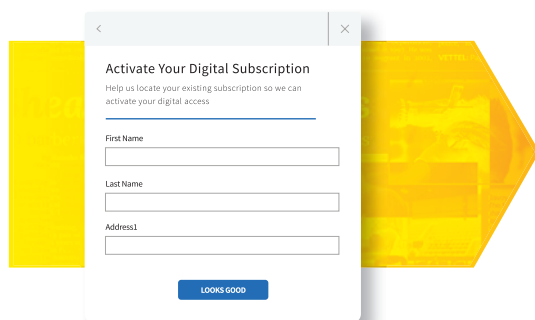 Activate Your Digital Subscription
Help us locate your existing subscription so we can
activate your digital access
First Name
Last Name
Address1
LOOKS GOOD
VETTEL